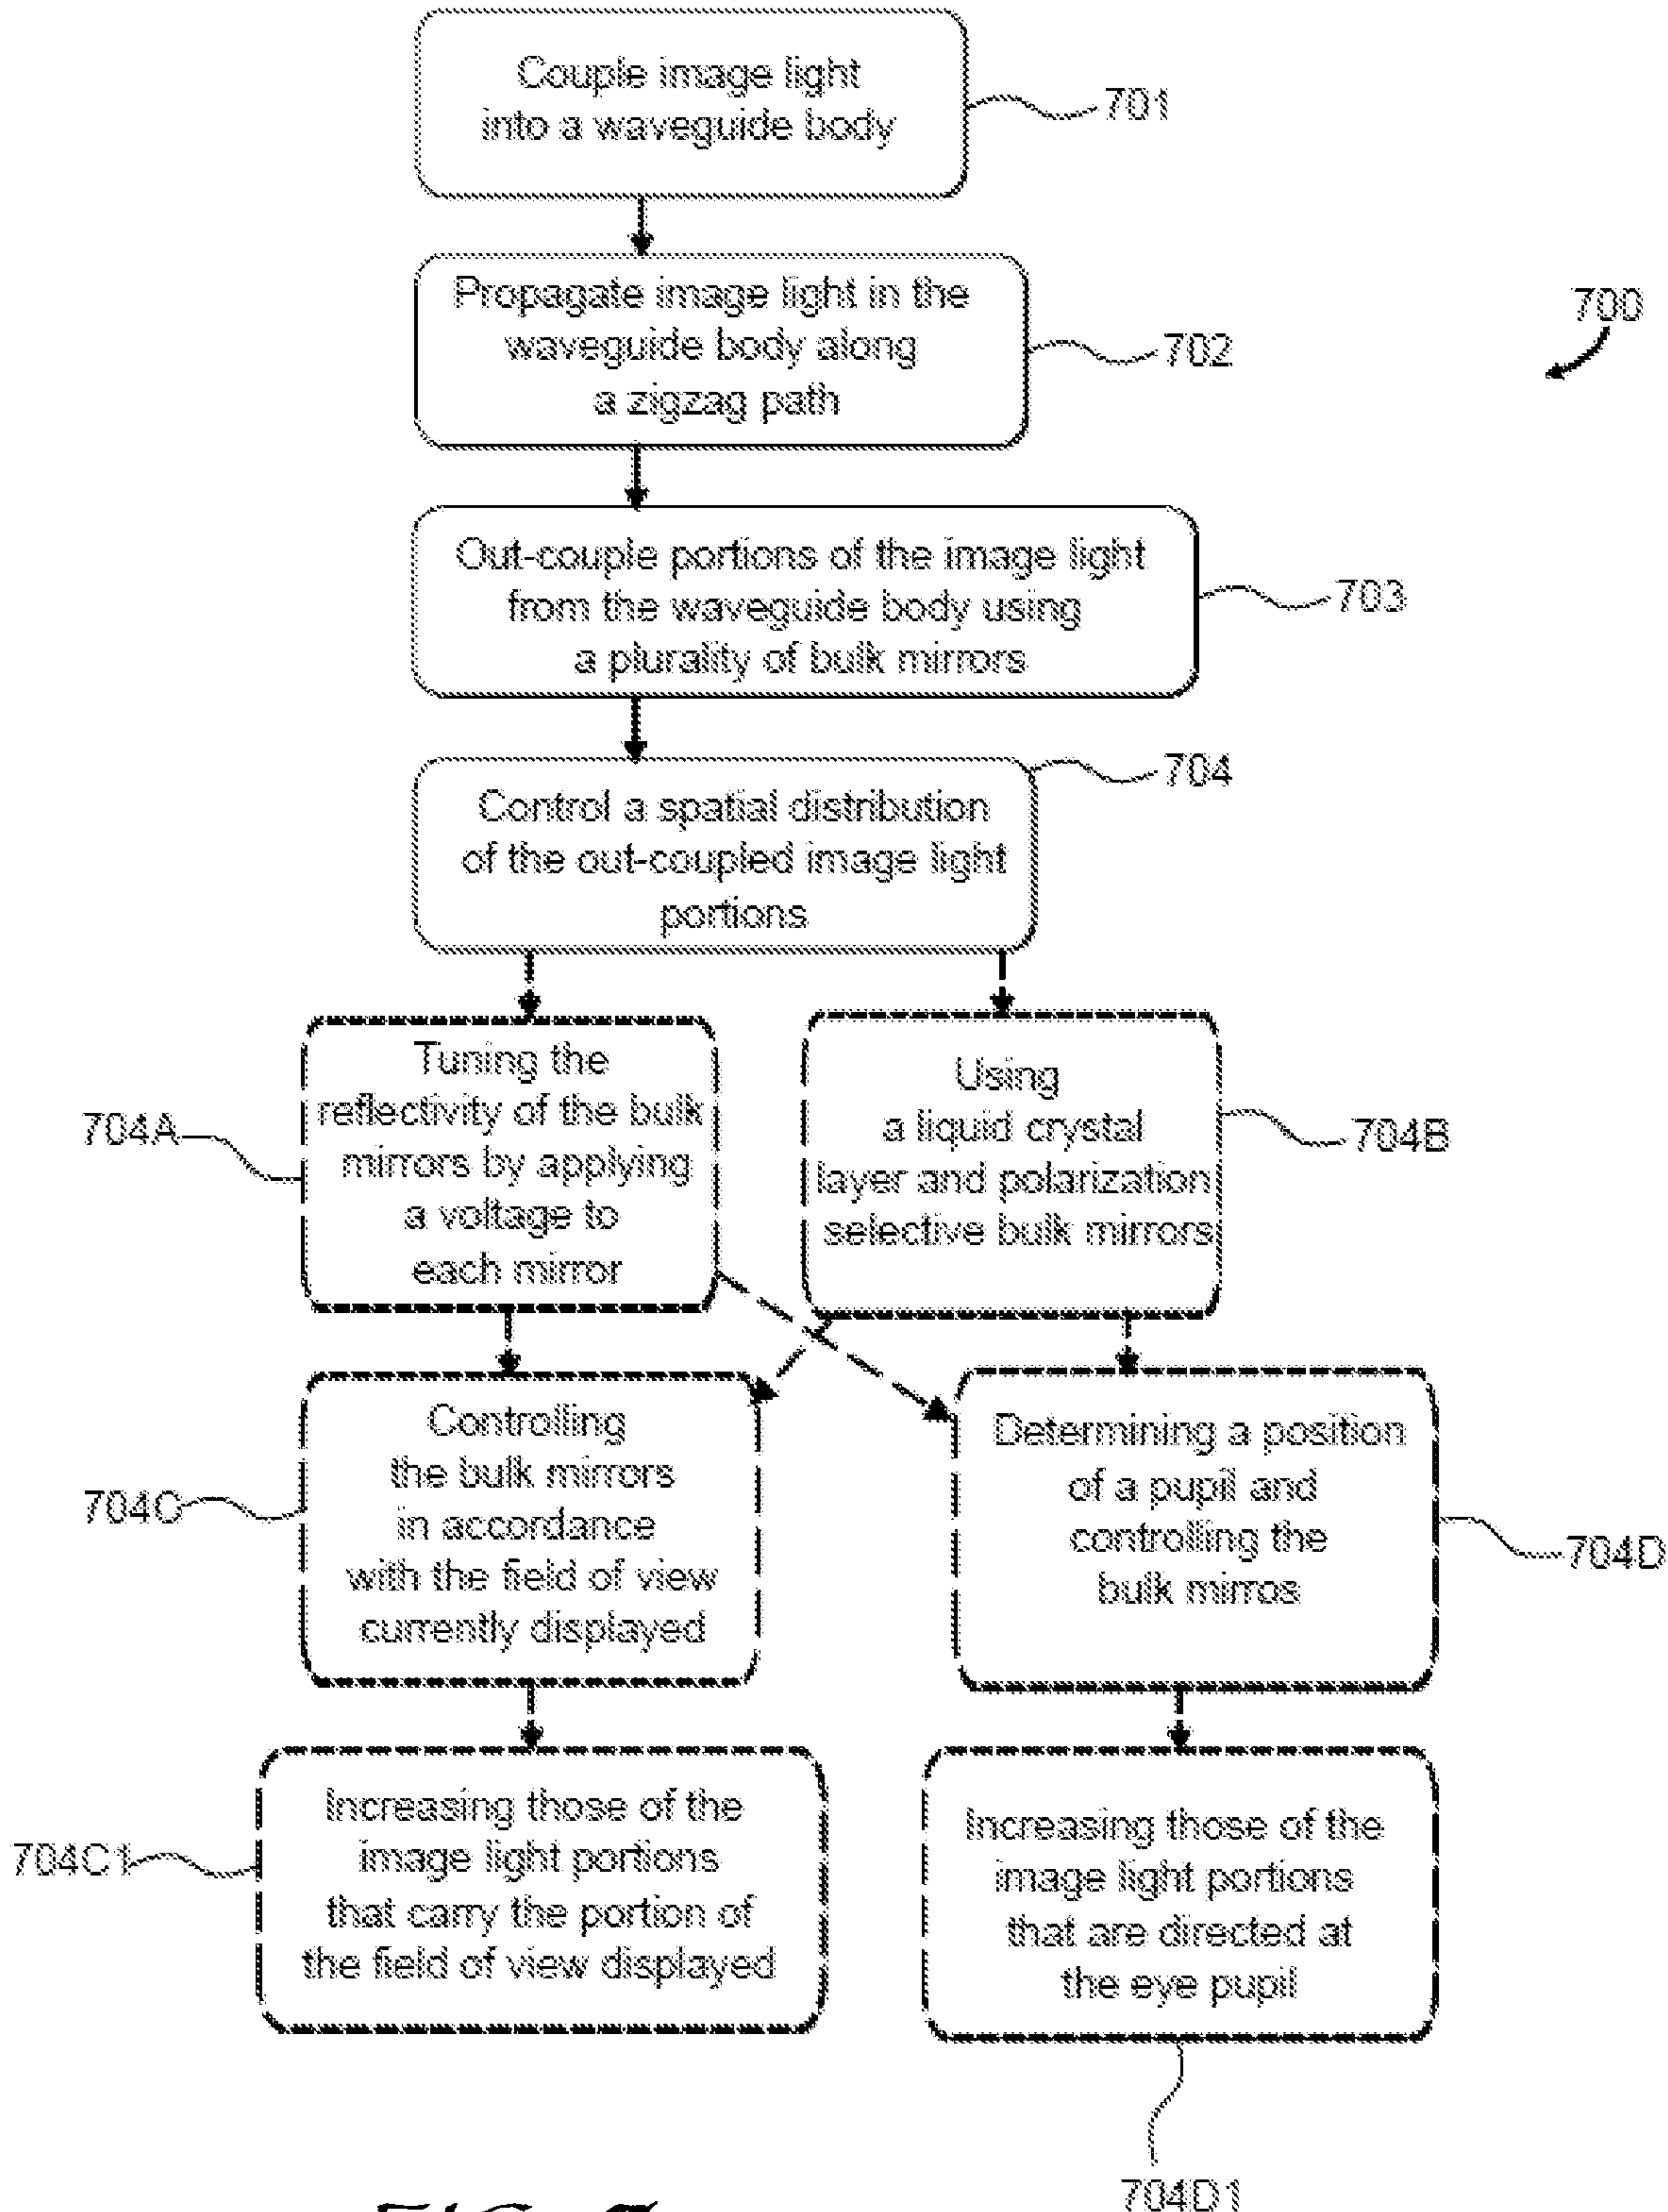 Couple image light
into a waveguide body
701
Propagate image light in the
waveguide body along
a zigzag path
702
700
Out-couple portions of the image light
from the waveguide body using
a plurality of bulk mirrors
703
Control a spatial distribution
of the out-coupled image light
portions
704
Tuning the
reflectivity of the bulk
mirrors by applying
a voltage to
each mirror
704A
Using
a liquid crystal
layer and polarization
selective bulk mirrors
704B
Controlling
the bulk mirrors
in accordance
with the field of view
currently displayed
704C
Determining a position
of a pupil and
controlling the
bulk mirros
704D
Increasing those of the
image light portions
that carry the portion of
the field of view displayed
704C1
Increasing those of the
image light portions
that are directed at
the eye pupil
704D1